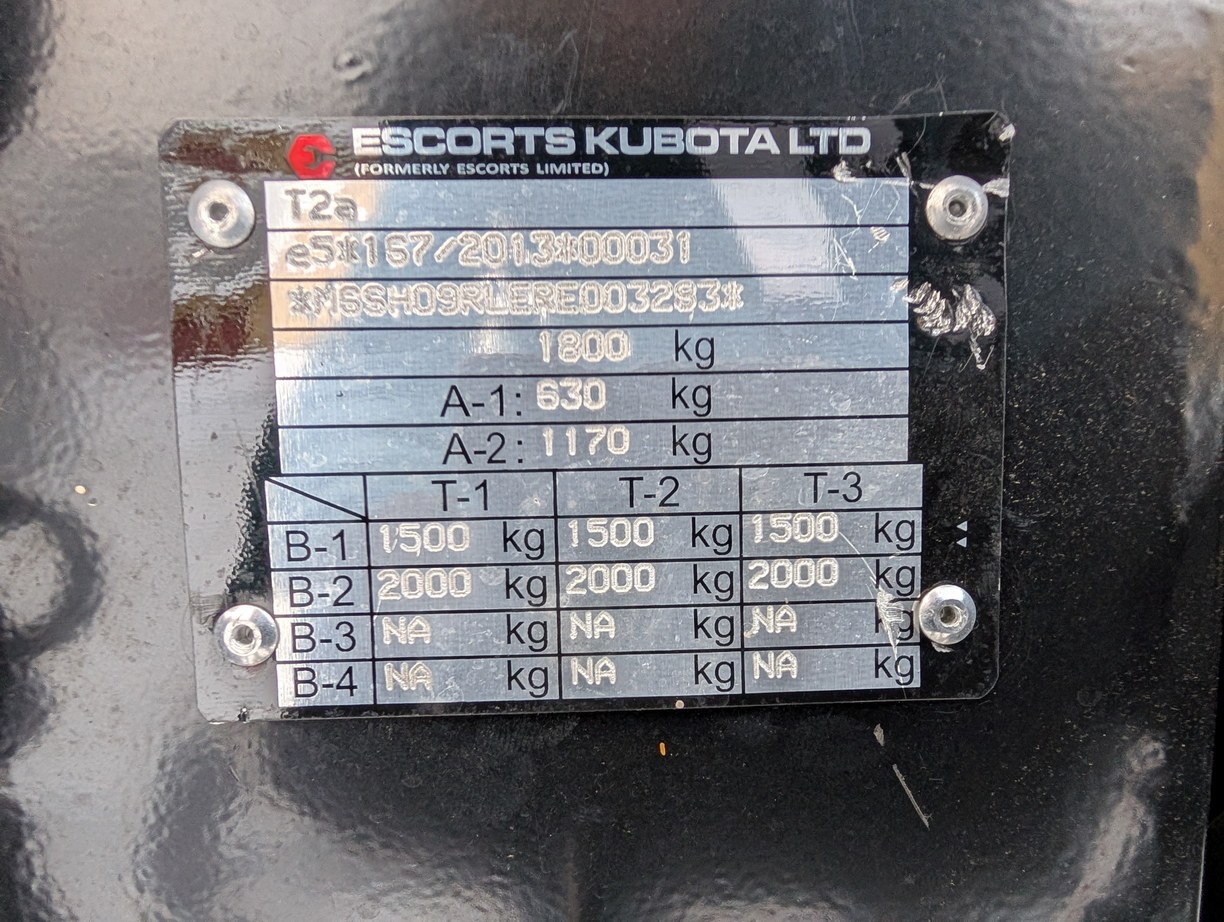 ESCORTS KUBOTA LTD
(FORMERLY ESCORTS LIMITED)
T2a
e5*167/2013*00031
*M6SH09RLERE003283*
1800 kg
A-1: 630 kg
A-2: 1170 kg
T-1 T-2 T-3
B-1 1500 kg 1500 kg 1500 kg
B-2 2000 kg 2000 kg 2000 kg
B-3 NA kg NA kg NA kg
B-4 NA kg NA kg NA kg